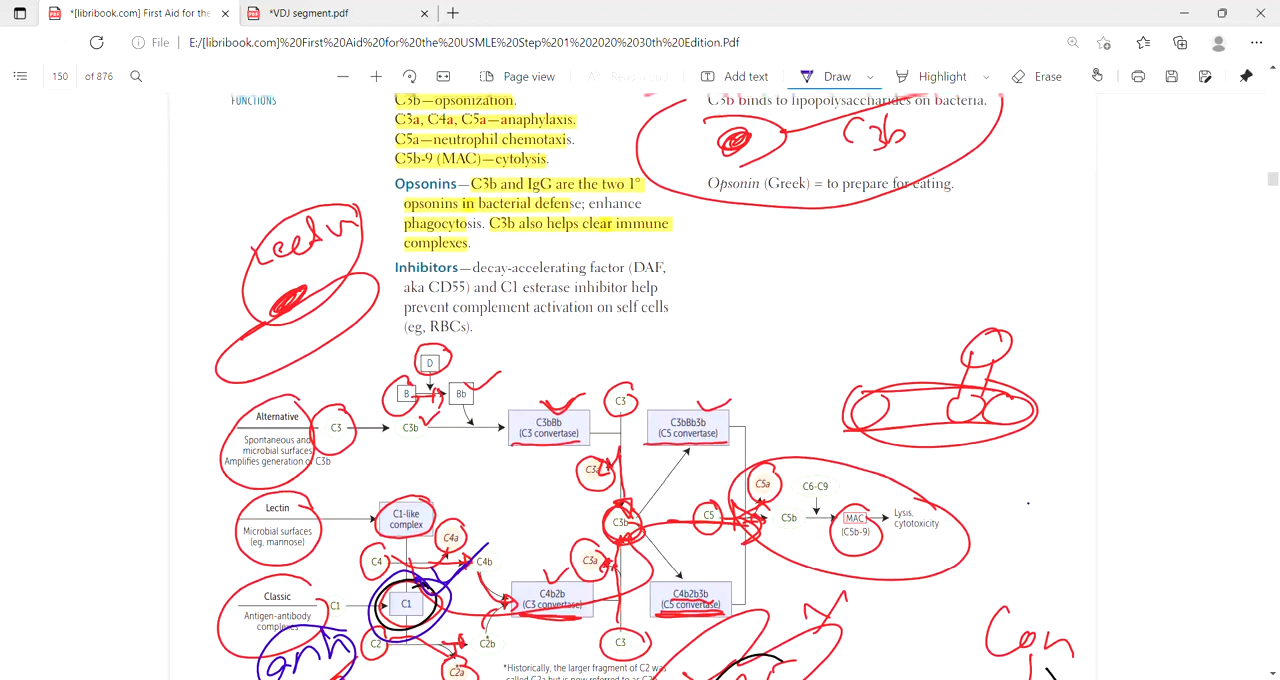 *[libribook.com] First Aid for the
*VDJ segment.pdf
File
E:/[libribook.com]%20First%20Aid%20for%20the%20USMLE%20Step%201%202020%2030th%20Edition.Pdf
150 of 876
Page view
Add text
Draw
Highlight
Erase
FUNCTIONS
C3b—opsonization.
C3a, C4a, C5a—anaphylaxis.
C5a—neutrophil chemotaxis.
C5b-9 (MAC)—cytolysis.
C3b binds to lipopolysaccharides on bacteria.
C3b
Opsonins—C3b and IgG are the two 1°
opsonins in bacterial defense; enhance
phagocytosis. C3b also helps clear immune
complexes.
Opsonin (Greek) = to prepare for eating.
Inhibitors—decay-accelerating factor (DAF,
aka CD55) and C1 esterase inhibitor help
prevent complement activation on self cells
(eg, RBCs).
D
B
Bb
Alternative
Spontaneous and
microbial surfaces
Amplifies generation of C3b
C3
C3b
C3bBb
(C3 convertase)
C3
C3bBb3b
(C5 convertase)
C3a
C3b
C5
C5a
C5b
C6-C9
MAC
(C5b-9)
Lysis,
cytotoxicity
Lectin
Microbial surfaces
(eg, mannose)
C1-like
complex
C4a
C4
C4b
C3a
Classic
Antigen-antibody
complexes
C1
C1
C4b2b
(C3 convertase)
C4b2b3b
(C5 convertase)
C2
C2b
C2a
C3
*Historically, the larger fragment of C2 was
called C2a but is now referred to as C2b.